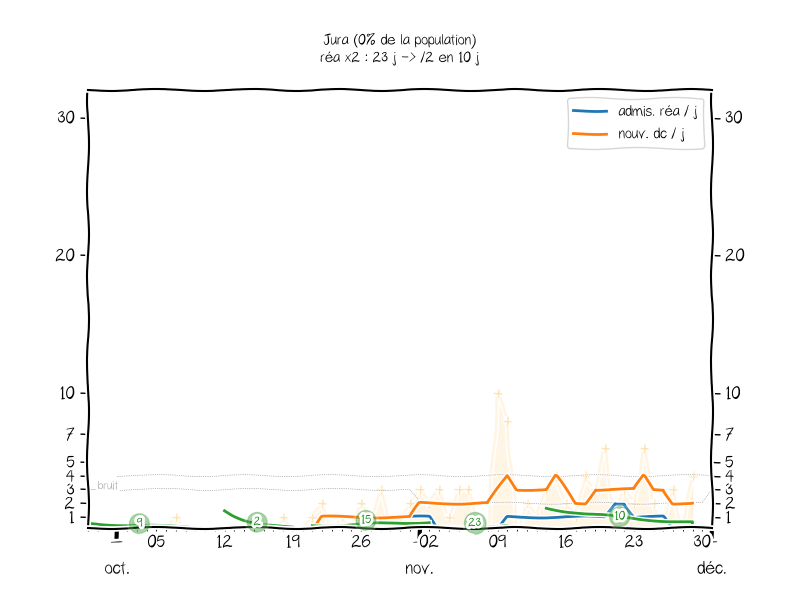 Jura (0% de la population)
réa x2 : 23 j -> /2 en 10 j
admis. réa / j
nouv. dc / j
30 30
20 20
10 10
7 7
5 5
4 4
3 bruit 3
2 2
1 1
9 2 15 23 10
05 12 19 26 02 09 16 23 30
oct. nov. déc.